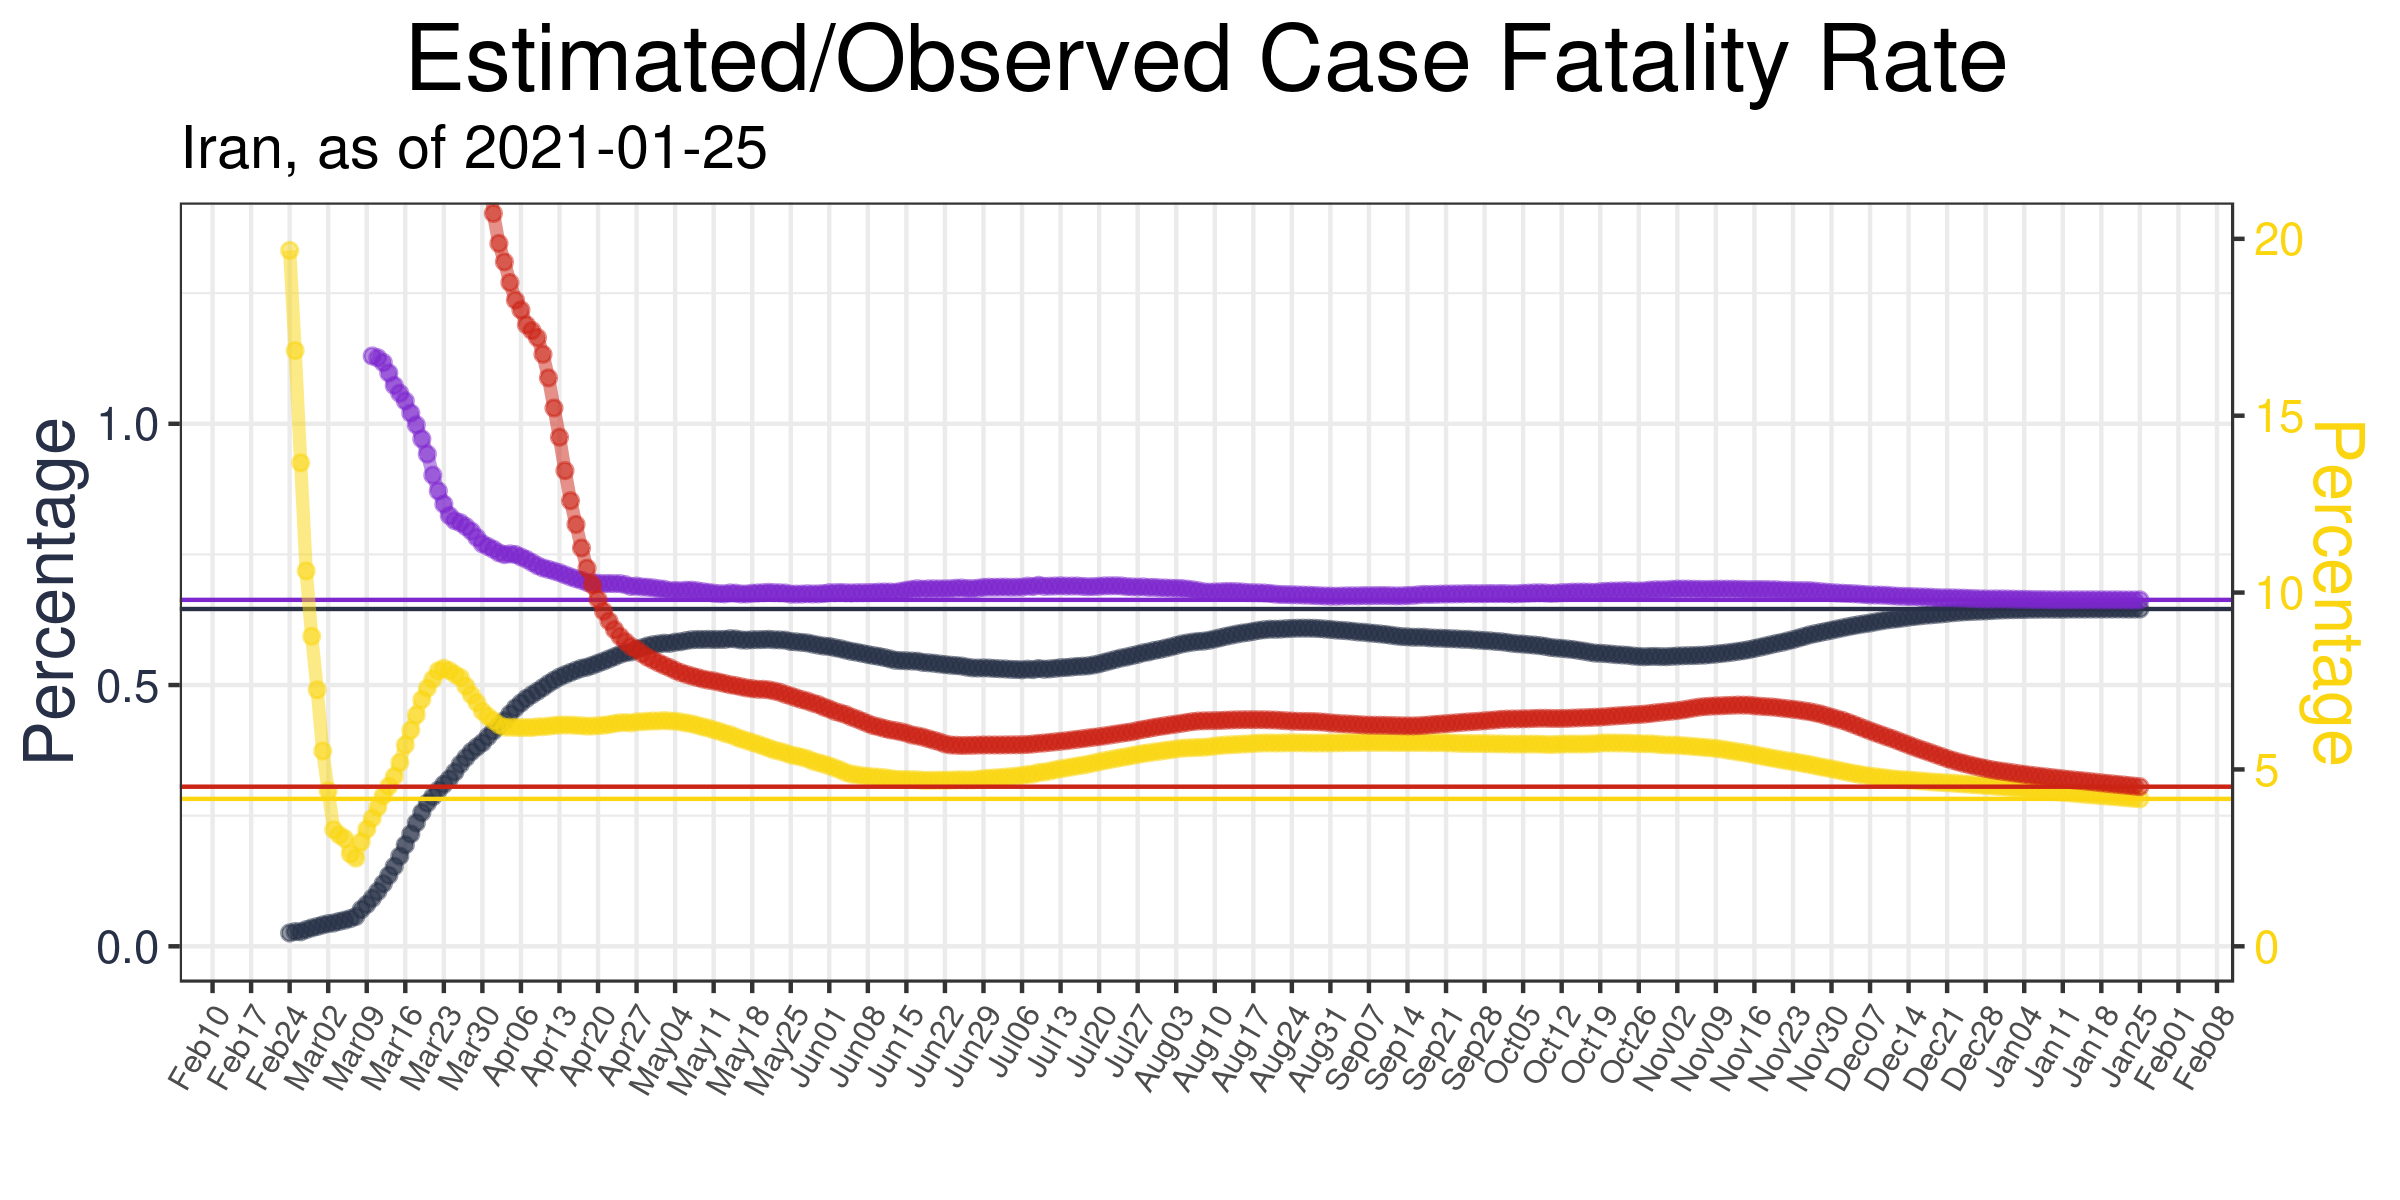 Estimated/Observed Case Fatality Rate
Iran, as of 2021-01-25
Percentage
1.0
0.5
0.0
20
15
10
5
0
Percentage
Feb10
Feb17
Feb24
Mar02
Mar09
Mar16
Mar23
Mar30
Apr06
Apr13
Apr20
Apr27
May04
May11
May18
May25
Jun01
Jun08
Jun15
Jun22
Jun29
Jul06
Jul13
Jul20
Jul27
Aug03
Aug10
Aug17
Aug24
Aug31
Sep07
Sep14
Sep21
Sep28
Oct05
Oct12
Oct19
Oct26
Nov02
Nov09
Nov16
Nov23
Nov30
Dec07
Dec14
Dec21
Dec28
Jan04
Jan11
Jan18
Jan25
Feb01
Feb08